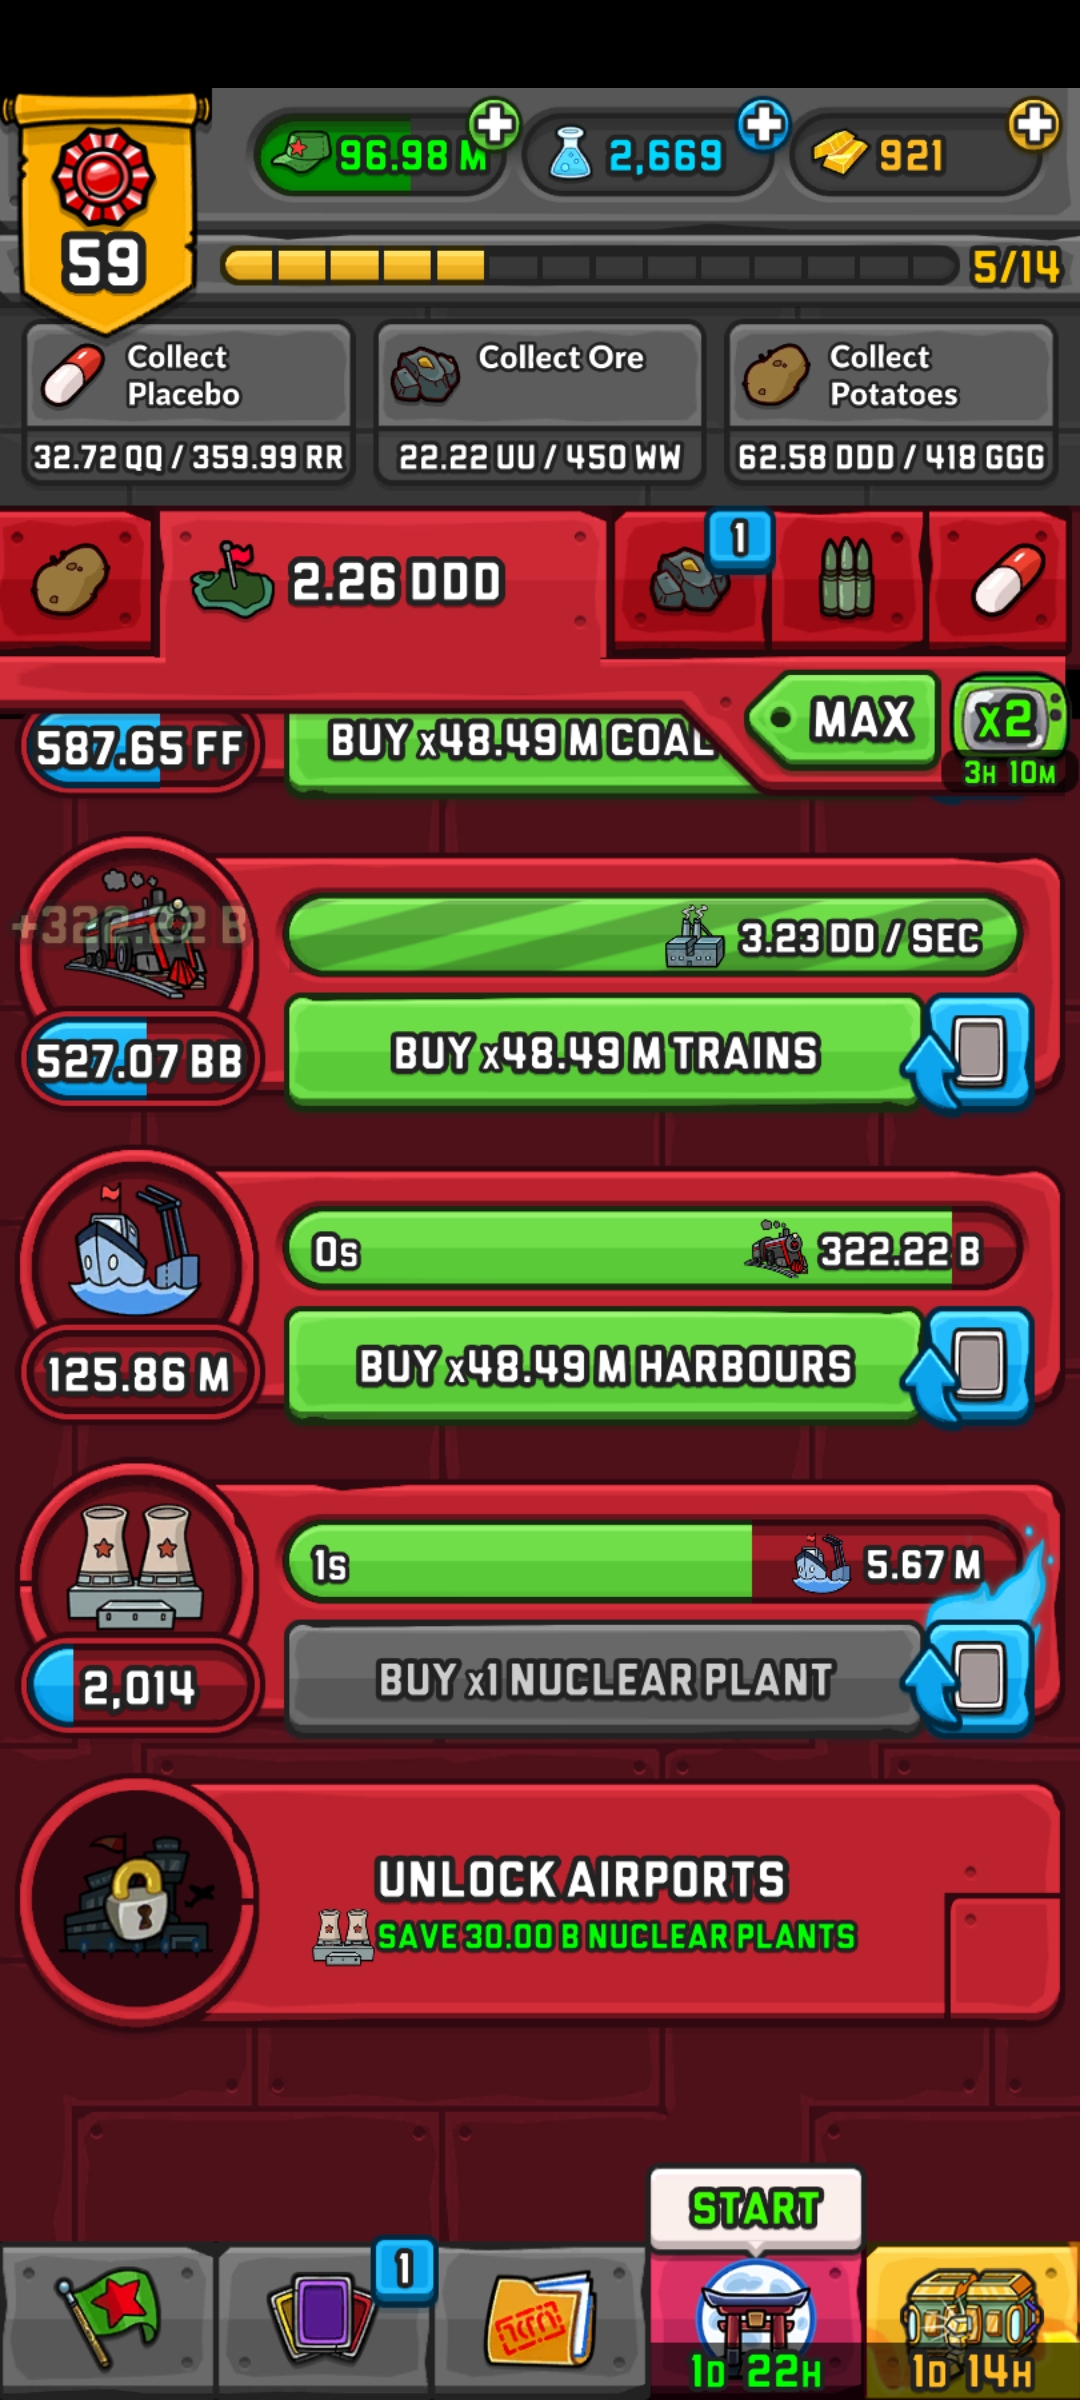 59
96.98 M
2,669
921
5/14
Collect Placebo
32.72 QQ / 359.99 RR
Collect Ore
22.22 UU / 450 WW
Collect Potatoes
62.58 DDD / 418 GGG
2.26 DDD
1
587.65 FF
BUY x48.49 M COAL
MAX
x2
3H 10M
+322.22 B
3.23 DD / SEC
527.07 BB
BUY x48.49 M TRAINS
0s
322.22 B
125.86 M
BUY x48.49 M HARBOURS
1s
5.67 M
2,014
BUY x1 NUCLEAR PLANT
UNLOCK AIRPORTS
SAVE 30.00 B NUCLEAR PLANTS
START
1
1D 22H
1D 14H